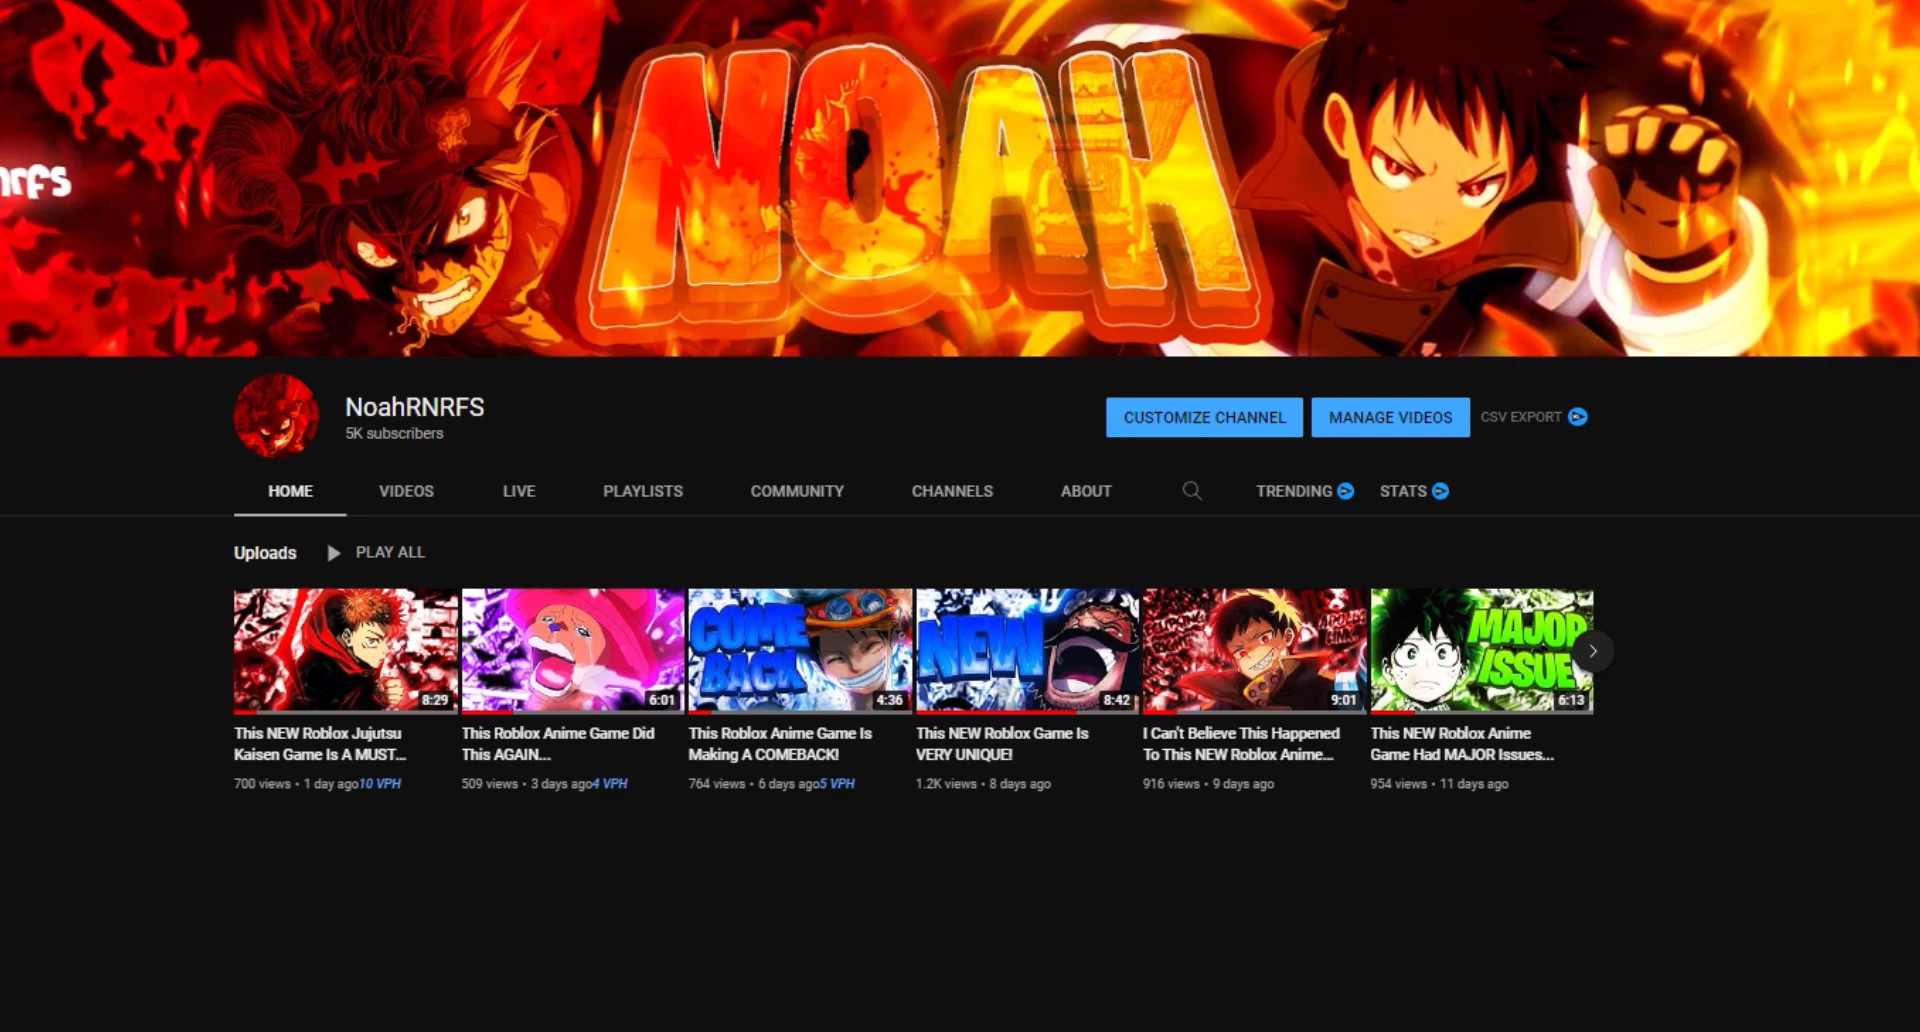 nrfs
NOAH
NoahRNRFS
5K subscribers
CUSTOMIZE CHANNEL
MANAGE VIDEOS
CSV EXPORT
HOME
VIDEOS
LIVE
PLAYLISTS
COMMUNITY
CHANNELS
ABOUT
TRENDING
STATS
Uploads
PLAY ALL
8:29
This NEW Roblox Jujutsu
Kaisen Game Is A MUST...
700 views • 1 day ago10 VPH
6:01
This Roblox Anime Game Did
This AGAIN...
509 views • 3 days ago4 VPH
COME
BACK
4:36
This Roblox Anime Game Is
Making A COMEBACK!
764 views • 6 days ago5 VPH
NEW
8:42
This NEW Roblox Game Is
VERY UNIQUE!
1.2K views • 8 days ago
9:01
I Can't Believe This Happened
To This NEW Roblox Anime...
916 views • 9 days ago
MAJOR
ISSUE
6:13
This NEW Roblox Anime
Game Had MAJOR Issues...
954 views • 11 days ago